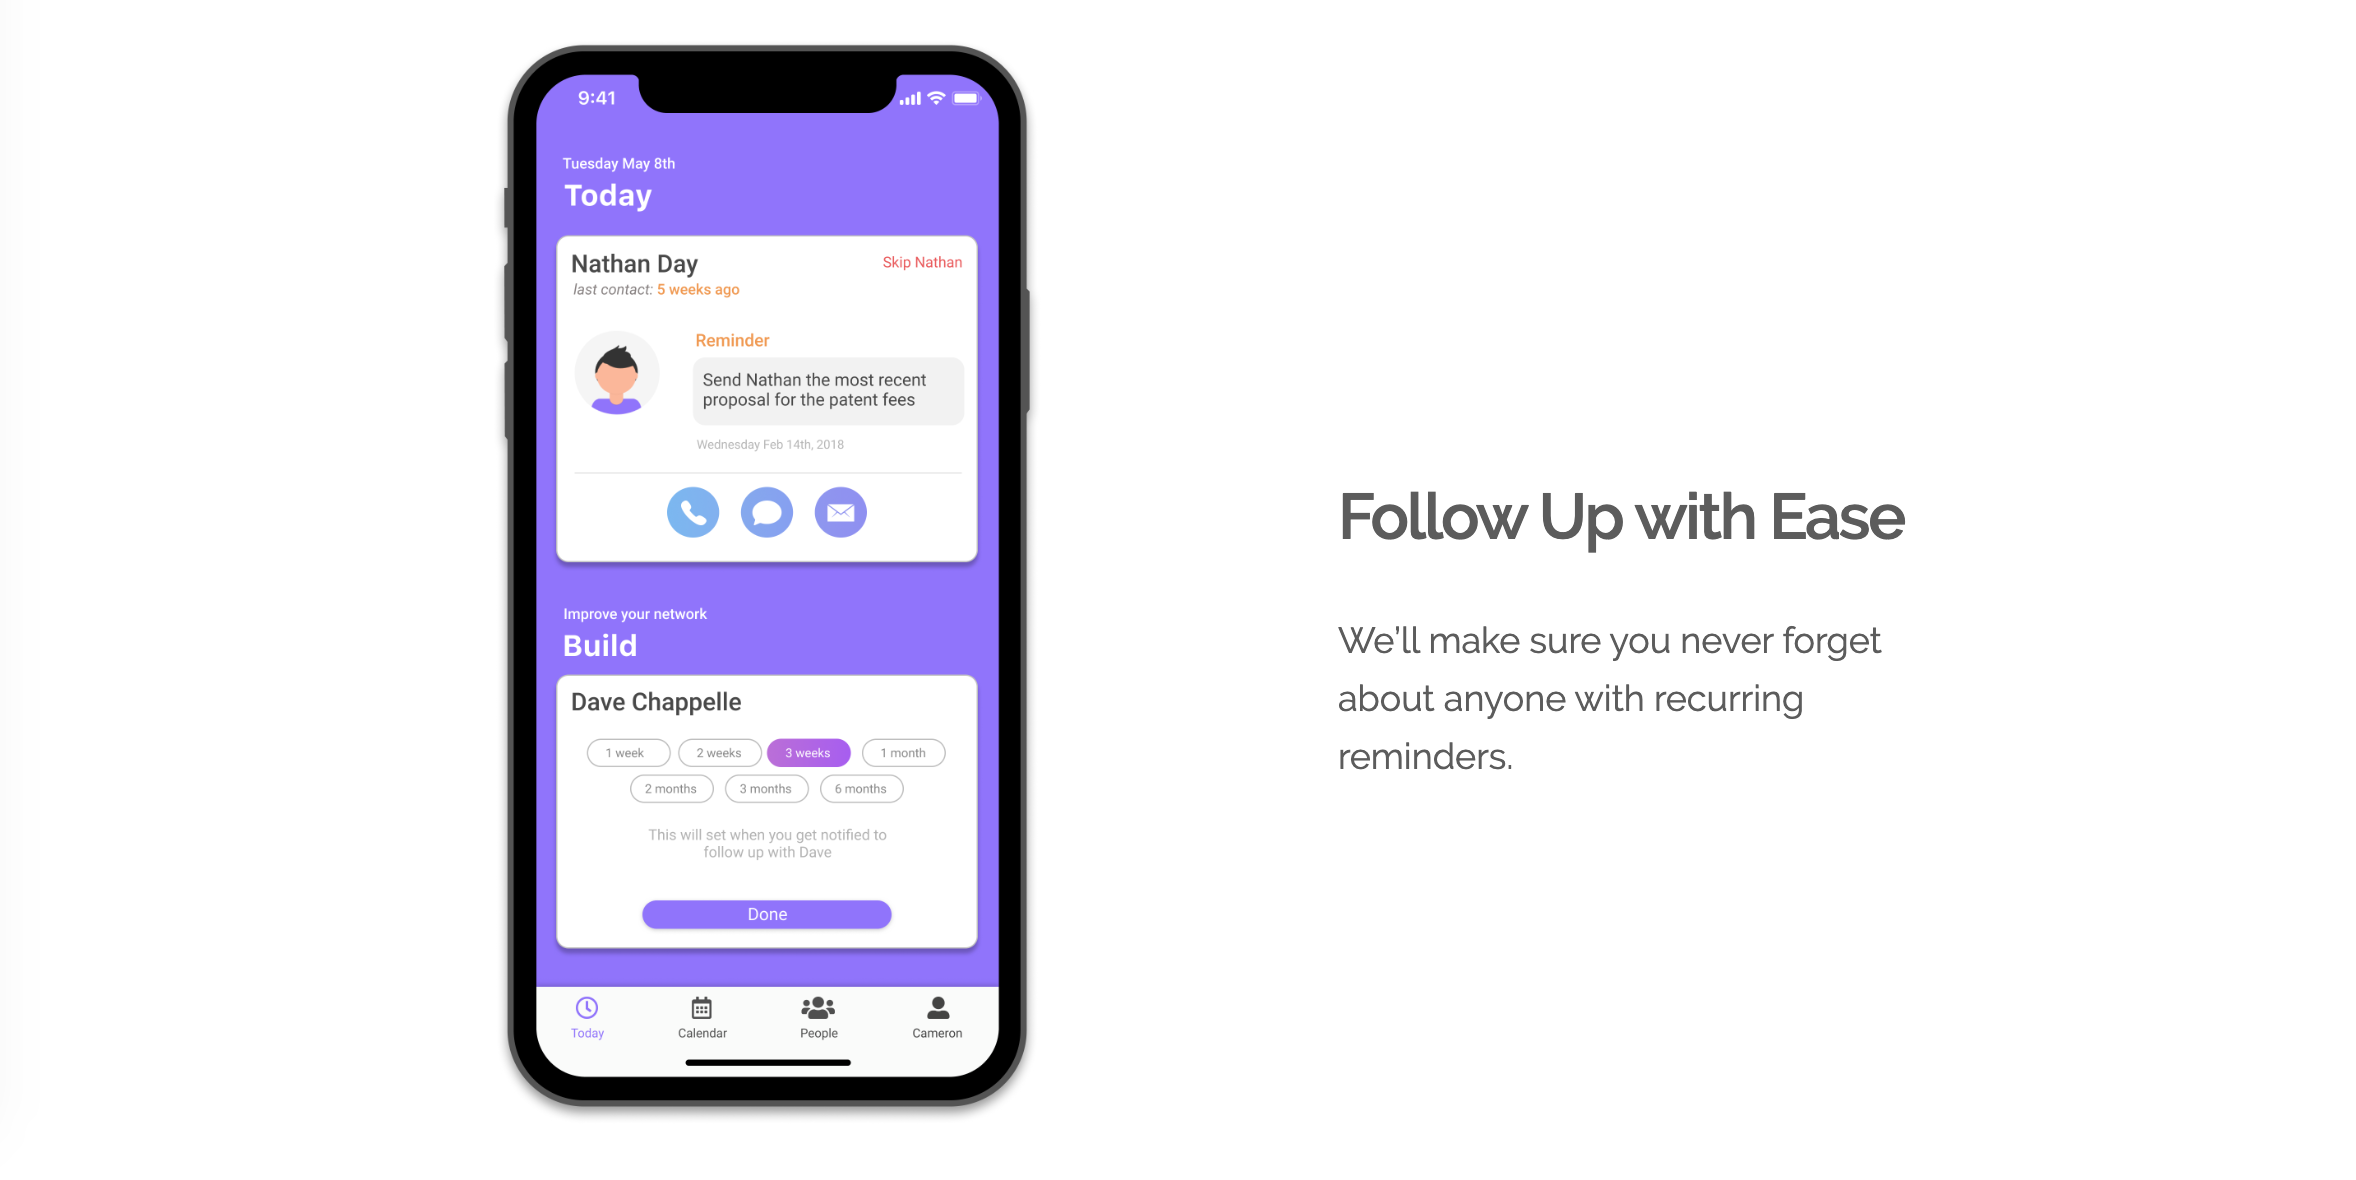 9:41
Tuesday May 8th
Today
Nathan Day
Skip Nathan
last contact: 5 weeks ago
Reminder
Send Nathan the most recent
proposal for the patent fees
Wednesday Feb 14th, 2018
Improve your network
Build
Dave Chappelle
1 week 2 weeks 3 weeks 1 month
2 months 3 months 6 months
This will set when you get notified to
follow up with Dave
Done
Today Calendar People Cameron
Follow Up with Ease
We’ll make sure you never forget
about anyone with recurring
reminders.